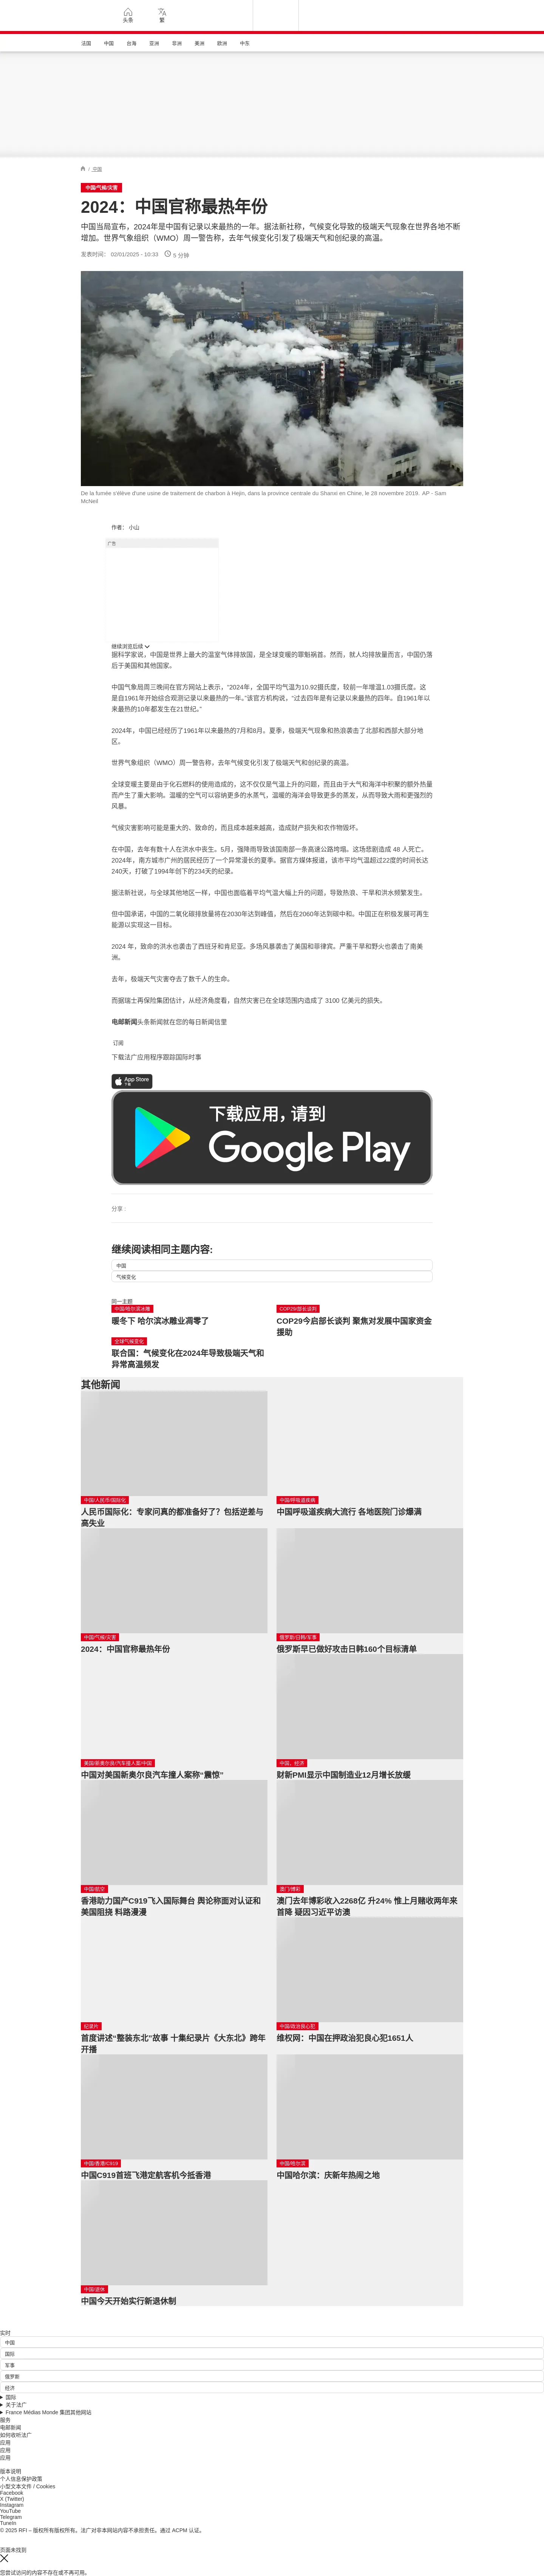 头条
繁
法国 中国 台海 亚洲 非洲 美洲 欧洲 中东
/ 中国
中国/气候/灾害
2024：中国官称最热年份
中国当局宣布，2024年是中国有记录以来最热的一年。据法新社称，气候变化导致的极端天气现象在世界各地不断
增加。世界气象组织（WMO）周一警告称，去年气候变化引发了极端天气和创纪录的高温。
发表时间： 02/01/2025 - 10:33 5 分钟
De la fumée s'élève d'une usine de traitement de charbon à Hejin, dans la province centrale du Shanxi en Chine, le 28 novembre 2019. AP - Sam
McNeil
作者： 小山
广告
继续浏览后续
据科学家说，中国是世界上最大的温室气体排放国，是全球变暖的罪魁祸首。然而，就人均排放量而言，中国仍落
后于美国和其他国家。
中国气象局周三晚间在官方网站上表示，“2024年，全国平均气温为10.92摄氏度，较前一年增温1.03摄氏度。这
是自1961年开始综合观测记录以来最热的一年。”该官方机构说，“过去四年是有记录以来最热的四年。自1961年以
来最热的10年都发生在21世纪。”
2024年，中国已经经历了1961年以来最热的7月和8月。夏季，极端天气现象和热浪袭击了北部和西部大部分地
区。
世界气象组织（WMO）周一警告称，去年气候变化引发了极端天气和创纪录的高温。
全球变暖主要是由于化石燃料的使用造成的，这不仅仅是气温上升的问题，而且由于大气和海洋中积聚的额外热量
而产生了重大影响。温暖的空气可以容纳更多的水蒸气，温暖的海洋会导致更多的蒸发，从而导致大雨和更强烈的
风暴。
气候灾害影响可能是重大的、致命的，而且成本越来越高，造成财产损失和农作物毁坏。
在中国，去年有数十人在洪水中丧生。5月，强降雨导致该国南部一条高速公路垮塌。这场悲剧造成 48 人死亡。
2024年，南方城市广州的居民经历了一个异常漫长的夏季。据官方媒体报道，该市平均气温超过22度的时间长达
240天，打破了1994年创下的234天的纪录。
据法新社说，与全球其他地区一样，中国也面临着平均气温大幅上升的问题，导致热浪、干旱和洪水频繁发生。
但中国承诺，中国的二氧化碳排放量将在2030年达到峰值，然后在2060年达到碳中和。中国正在积极发展可再生
能源以实现这一目标。
2024 年，致命的洪水也袭击了西班牙和肯尼亚。多场风暴袭击了美国和菲律宾。严重干旱和野火也袭击了南美
洲。
去年，极端天气灾害夺去了数千人的生命。
而据瑞士再保险集团估计，从经济角度看，自然灾害已在全球范围内造成了 3100 亿美元的损失。
电邮新闻头条新闻就在您的每日新闻信里
订阅
下载法广应用程序跟踪国际时事
App Store
下载
下载应用，请到
Google Play
分享 :
继续阅读相同主题内容:
中国
气候变化
同一主题
中国/哈尔滨冰雕
暖冬下 哈尔滨冰雕业凋零了
COP29/部长谈判
COP29今启部长谈判 聚焦对发展中国家资金
援助
全球气候变化
联合国：气候变化在2024年导致极端天气和
异常高温频发
其他新闻
中国/人民币/国际化
人民币国际化：专家问真的都准备好了？包括逆差与
高失业
中国/呼吸道疾病
中国呼吸道疾病大流行 各地医院门诊爆满
中国/气候/灾害
2024：中国官称最热年份
俄罗斯/日韩/军事
俄罗斯早已做好攻击日韩160个目标清单
美国/新奥尔良/汽车撞人案/中国
中国对美国新奥尔良汽车撞人案称“震惊”
中国，经济
财新PMI显示中国制造业12月增长放缓
中国/航空
香港助力国产C919飞入国际舞台 舆论称面对认证和
美国阻挠 料路漫漫
澳门/博彩
澳门去年博彩收入2268亿 升24% 惟上月赌收两年来
首降 疑因习近平访澳
纪录片
首度讲述“整装东北”故事 十集纪录片《大东北》跨年
开播
中国/政治良心犯
维权网：中国在押政治犯良心犯1651人
中国/香港/C919
中国C919首班飞港定航客机今抵香港
中国/哈尔滨
中国哈尔滨：庆新年热闹之地
中国/退休
中国今天开始实行新退休制
实时
中国
国际
军事
俄罗斯
经济
国际
关于法广
France Médias Monde 集团其他网站
服务
电邮新闻
如何收听法广
应用
应用
应用
版本说明
个人信息保护政策
小型文本文件 / Cookies
Facebook
X (Twitter)
Instagram
YouTube
Telegram
TuneIn
© 2025 RFI – 版权所有版权所有。法广对非本网站内容不承担责任。通过 ACPM 认证。
页面未找到
您尝试访问的内容不存在或不再可用。